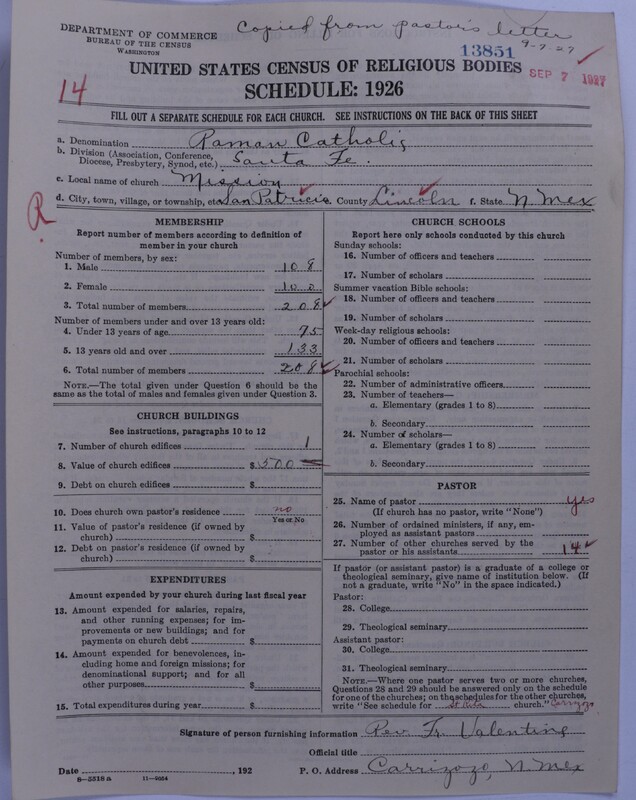 Copied from pastor's letter
9-7-27
DEPARTMENT OF COMMERCE
BUREAU OF THE CENSUS
WASHINGTON
13851
SEP 7 1927
UNITED STATES CENSUS OF RELIGIOUS BODIES
SCHEDULE: 1926
14
FILL OUT A SEPARATE SCHEDULE FOR EACH CHURCH. SEE INSTRUCTIONS ON THE BACK OF THIS SHEET
a. Denomination Roman Catholic
b. Division (Association, Conference, Diocese, Presbytery, Synod, etc.) Santa Fe.
c. Local name of church Mission
d. City, town, village, or township, etc. San Patricio County Lincoln f. State N. Mex
R
MEMBERSHIP
Report number of members according to definition of
member in your church
Number of members, by sex:
1. Male 108
2. Female 100
3. Total number of members 208
Number of members under and over 13 years old:
4. Under 13 years of age 75
5. 13 years old and over 133
6. Total number of members 208
NOTE.—The total given under Question 6 should be
same as the total of males and females given under Question 3.
CHURCH BUILDINGS
See instructions, paragraphs 10 to 12
7. Number of church edifices 1
8. Value of church edifices $ 500
9. Debt on church edifices $
10. Does church own pastor's residence no
Yes or No
11. Value of pastor's residence (if owned by
church) $
12. Debt on pastor's residence (if owned by
church) $
EXPENDITURES
Amount expended by your church during last fiscal year
13. Amount expended for salaries, repairs,
and other running expenses; for im-
provements or new buildings; and for
payments on church debt $
14. Amount expended for benevolences, in-
cluding home and foreign missions; for
denominational support; and for all
other purposes $
15. Total expenditures during year $
CHURCH SCHOOLS
Report here only schools conducted by this church
Sunday schools:
16. Number of officers and teachers
17. Number of scholars
Summer vacation Bible schools:
18. Number of officers and teachers
19. Number of scholars
Week-day religious schools:
20. Number of officers and teachers
21. Number of scholars
Parochial schools:
22. Number of administrative officers
23. Number of teachers—
a. Elementary (grades 1 to 8)
b. Secondary
24. Number of scholars—
a. Elementary (grades 1 to 8)
b. Secondary
PASTOR
25. Name of pastor yes
(If church has no pastor, write "None")
26. Number of ordained ministers, if any, em-
ployed as assistant pastors
27. Number of other churches served by the
pastor or his assistants 14
If pastor (or assistant pastor) is a graduate of a college or
theological seminary, give name of institution below. (If
not a graduate, write "No" in the space indicated.)
Pastor:
28. College
29. Theological seminary
Assistant pastor:
30. College
31. Theological seminary
NOTE.—Where one pastor serves two or more churches,
Questions 28 and 29 should be answered only on the schedule
for one of the churches; on the schedules for the other churches,
write "See schedule for St Rita church." Carrizozo
Signature of person furnishing information Rev. Fr. Valentine
Official title
Date , 192
P. O. Address Carrizozo, N. Mex
8-3318 a 11-9864